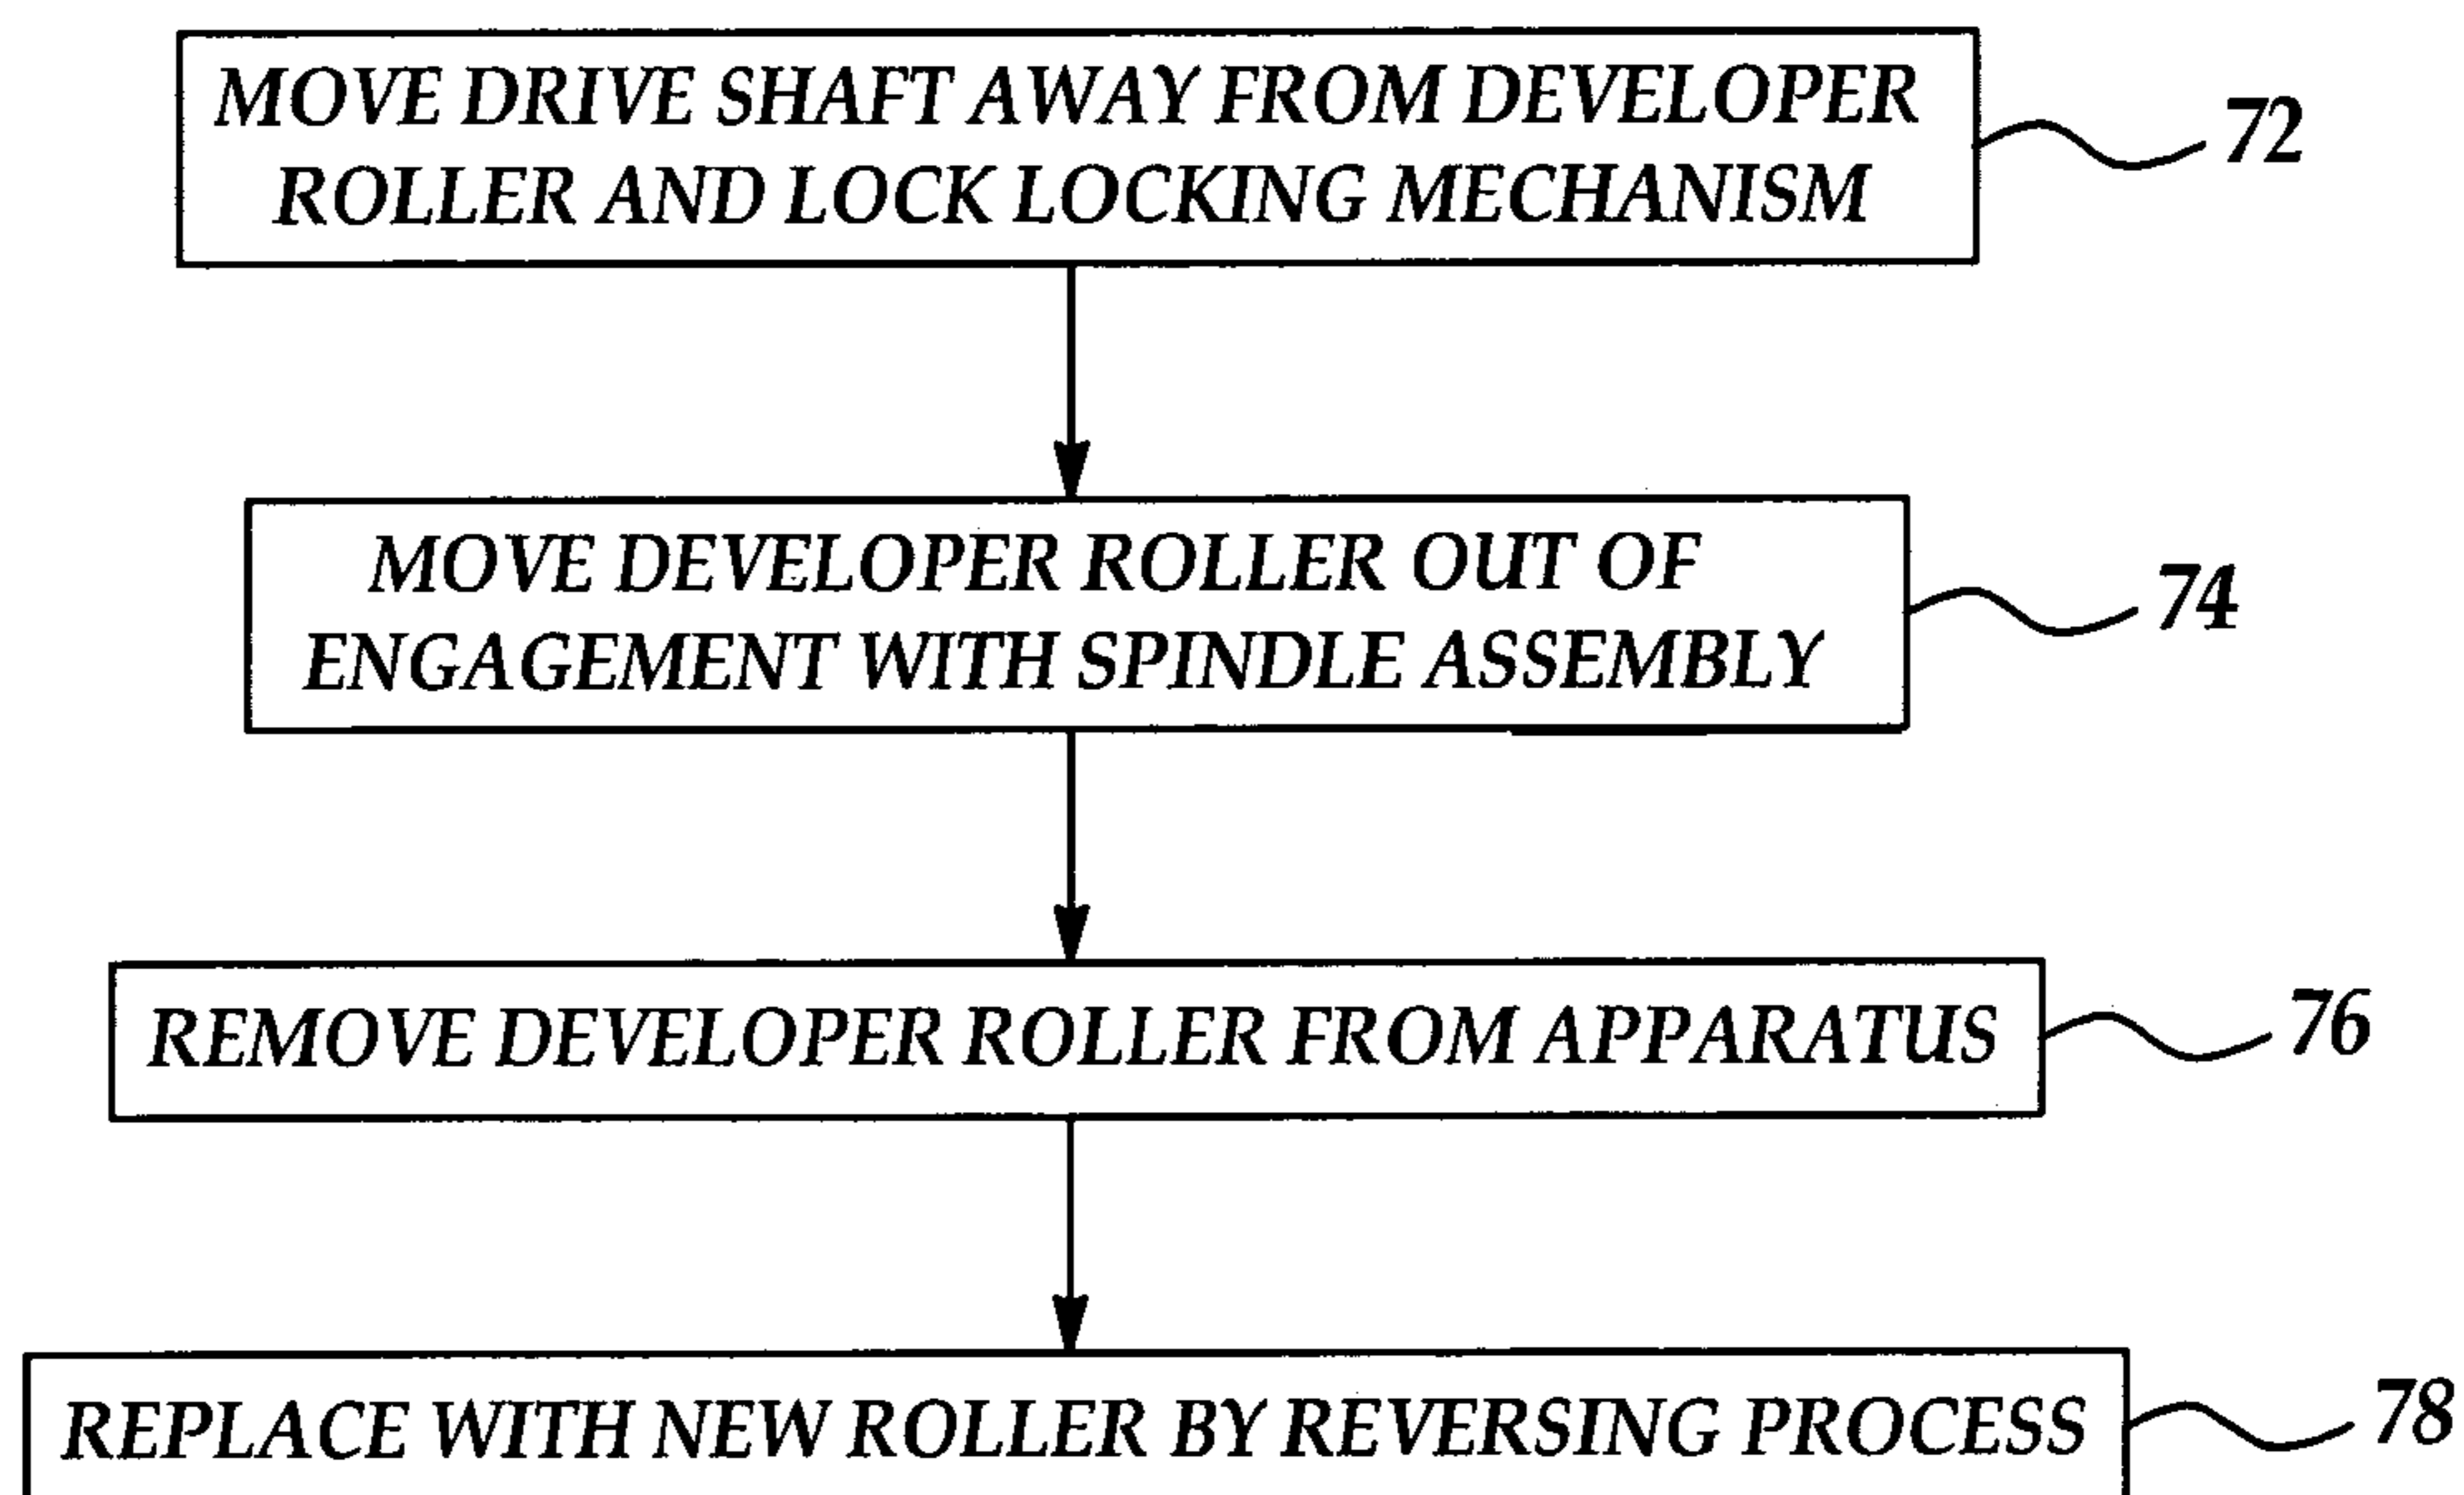 MOVE DRIVE SHAFT AWAY FROM DEVELOPER
ROLLER AND LOCK LOCKING MECHANISM
72
MOVE DEVELOPER ROLLER OUT OF
ENGAGEMENT WITH SPINDLE ASSEMBLY
74
REMOVE DEVELOPER ROLLER FROM APPARATUS
76
REPLACE WITH NEW ROLLER BY REVERSING PROCESS
78